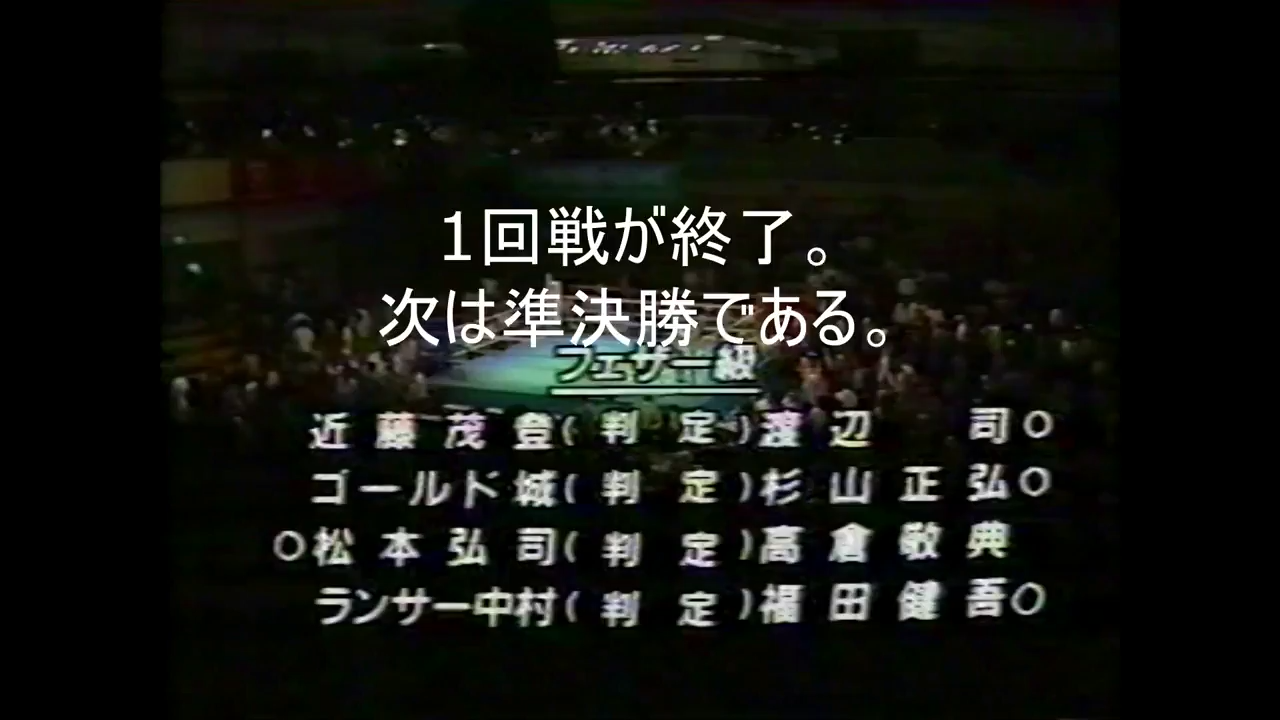 1回戦が終了。
次は準決勝である。
フェザー級
近藤茂登(判定)渡辺司○
ゴールド城(判定)杉山正弘○
○松本弘司(判定)高倉敬典
ランサー中村(判定)福田健吾○